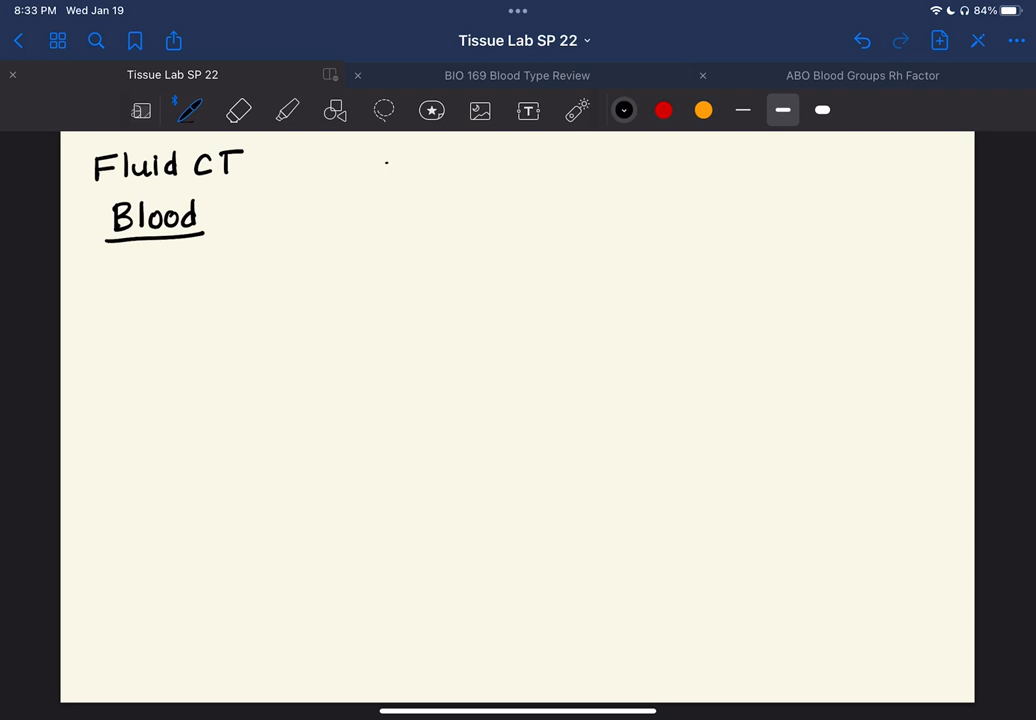 8:33 PM Wed Jan 19
84%
Tissue Lab SP 22
Tissue Lab SP 22
BIO 169 Blood Type Review
ABO Blood Groups Rh Factor
T
Fluid CT
Blood